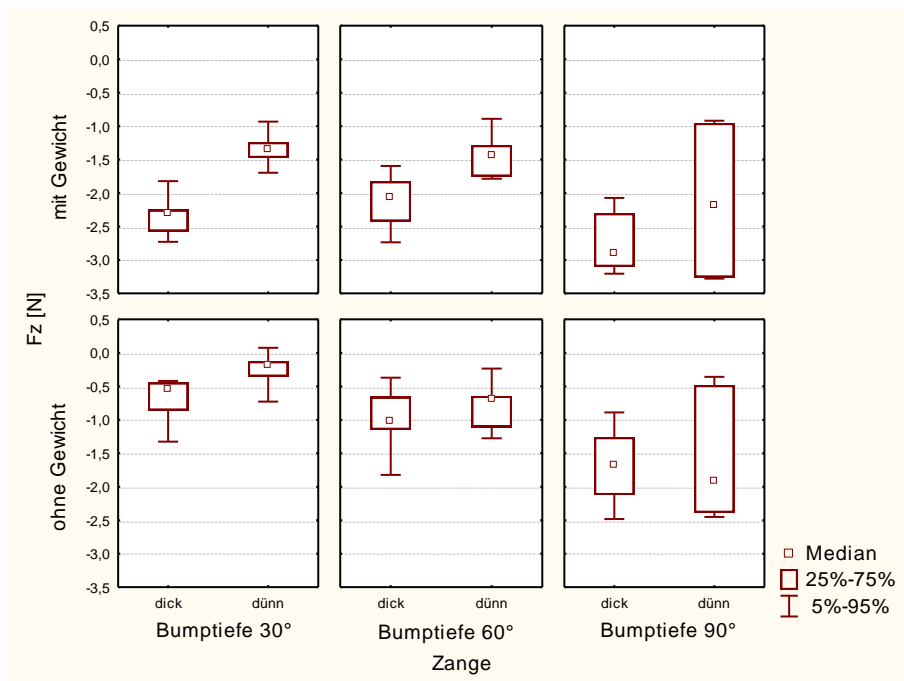 mit Gewicht
0,5
0,0
-0,5
-1,0
-1,5
-2,0
-2,5
-3,0
-3,5
Fz [N]
ohne Gewicht
0,5
0,0
-0,5
-1,0
-1,5
-2,0
-2,5
-3,0
-3,5
dick dünn
Bumptiefe 30°
dick dünn
Bumptiefe 60°
dick dünn
Bumptiefe 90°
Zange
Median
25%-75%
5%-95%